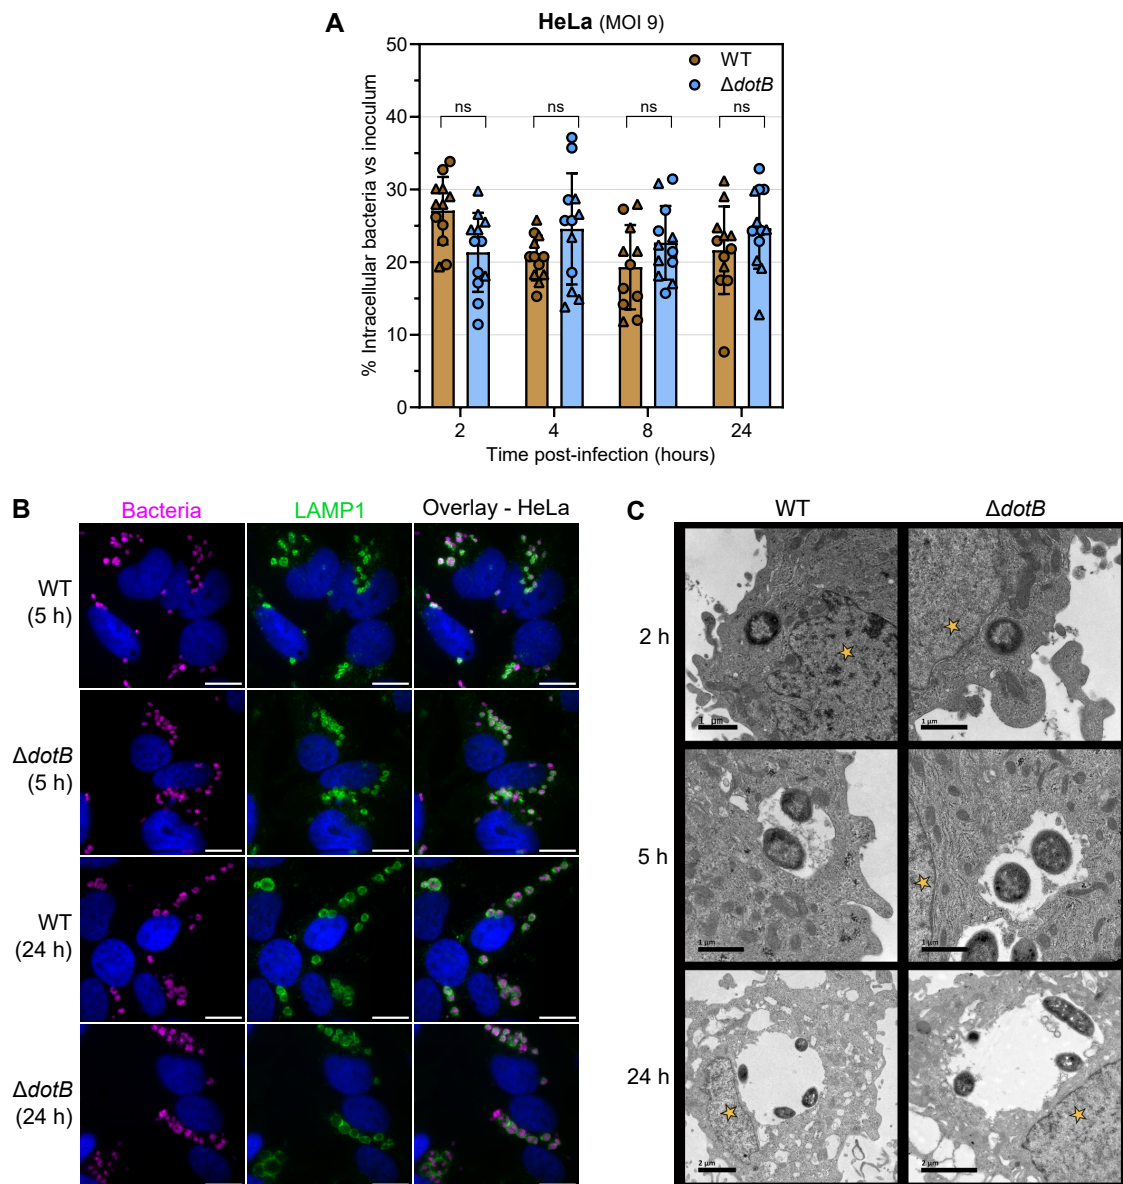 A
HeLa (MOI 9)
% Intracellular bacteria vs inoculum
50
40
30
20
10
0
WT
ΔdotB
ns ns ns ns
2 4 8 24
Time post-infection (hours)
B
Bacteria LAMP1 Overlay - HeLa
WT
(5 h)
ΔdotB
(5 h)
WT
(24 h)
ΔdotB
(24 h)
C
WT ΔdotB
2 h
1 μm 1 μm
5 h
1 μm 1 μm
24 h
2 μm 2 μm